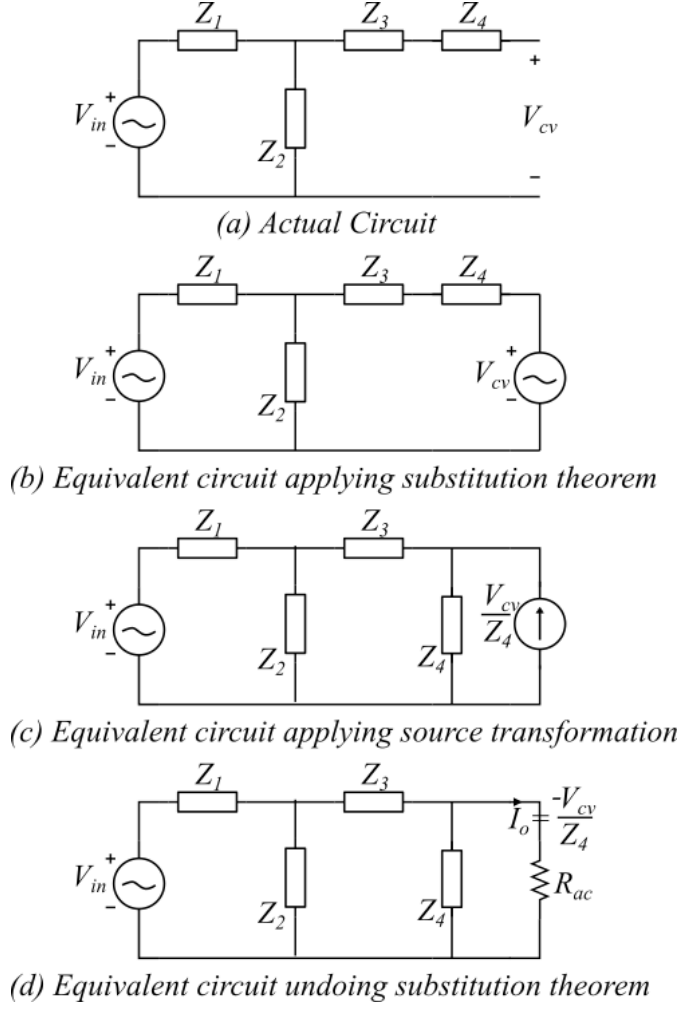 Z1 Z3 Z4
+ +
Vin Vcv
Z2
− −
(a) Actual Circuit
Z1 Z3 Z4
+ +
Vin Vcv
− −
Z2
(b) Equivalent circuit applying substitution theorem
Z1 Z3
+
Vin Vcv
− Z4
Z2 Z4
(c) Equivalent circuit applying source transformation
Z1 Z3
-Vcv
Io =
Z4
+
Vin Rac
−
Z2 Z4
(d) Equivalent circuit undoing substitution theorem